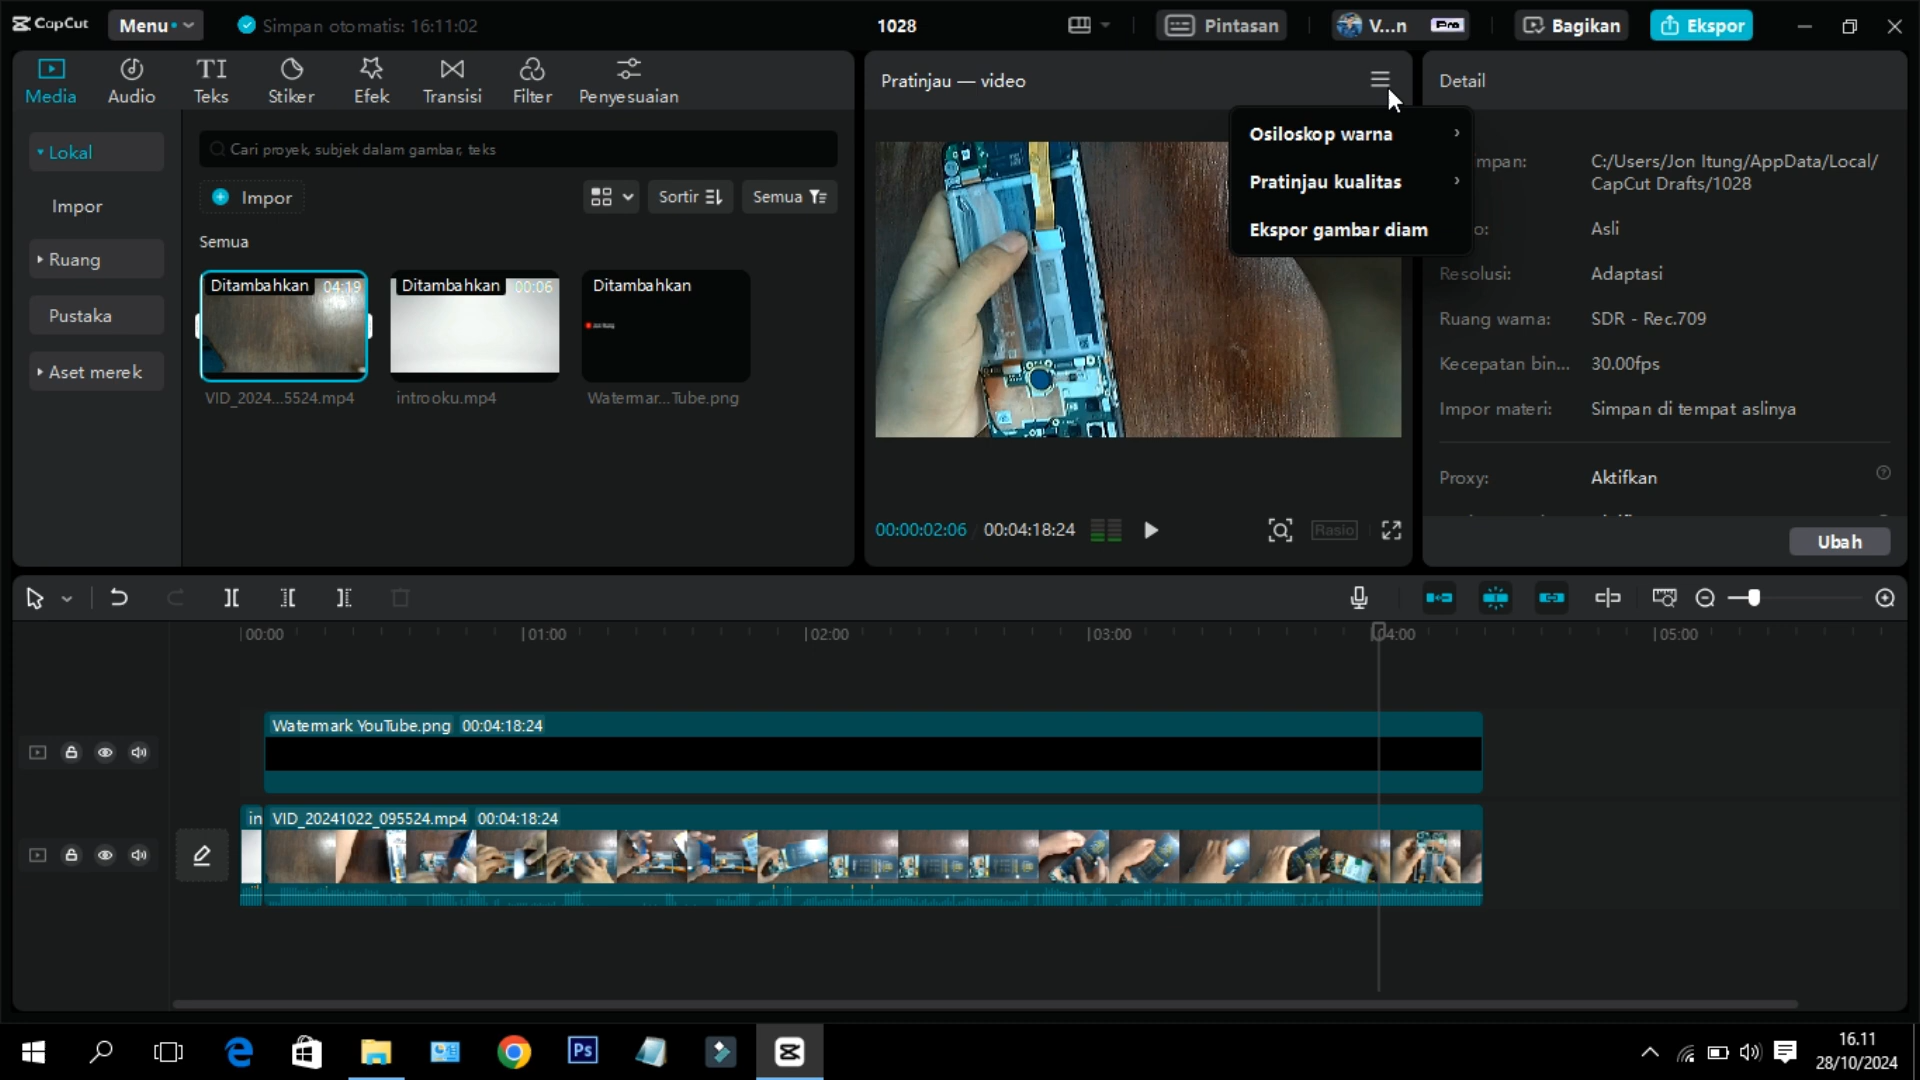 CapCut
Menu
Simpan otomatis: 16:11:02
1028
Pintasan
V...n
Pro
Bagikan
Ekspor
Media
Audio
TI
Teks
Stiker
Efek
Transisi
Filter
Penyesuaian
Lokal
Impor
Ruang
Pustaka
Aset merek
Cari proyek, subjek dalam gambar, teks
Impor
Sortir
Semua
Semua
Ditambahkan 04:19
VID_2024...5524.mp4
Ditambahkan 00:06
introoku.mp4
Ditambahkan
Watermar...Tube.png
Pratinjau — video
Osiloskop warna
Pratinjau kualitas
Ekspor gambar diam
00:00:02:06
00:04:18:24
Rasio
Detail
mpan:
C:/Users/Jon Itung/AppData/Local/
CapCut Drafts/1028
o:
Asli
Resolusi:
Adaptasi
Ruang warna:
SDR - Rec.709
Kecepatan bin...
30.00fps
Impor materi:
Simpan di tempat aslinya
Proxy:
Aktifkan
Ubah
00:00
01:00
02:00
03:00
04:00
05:00
Watermark YouTube.png 00:04:18:24
in
VID_20241022_095524.mp4 00:04:18:24
Ps
16.11
28/10/2024